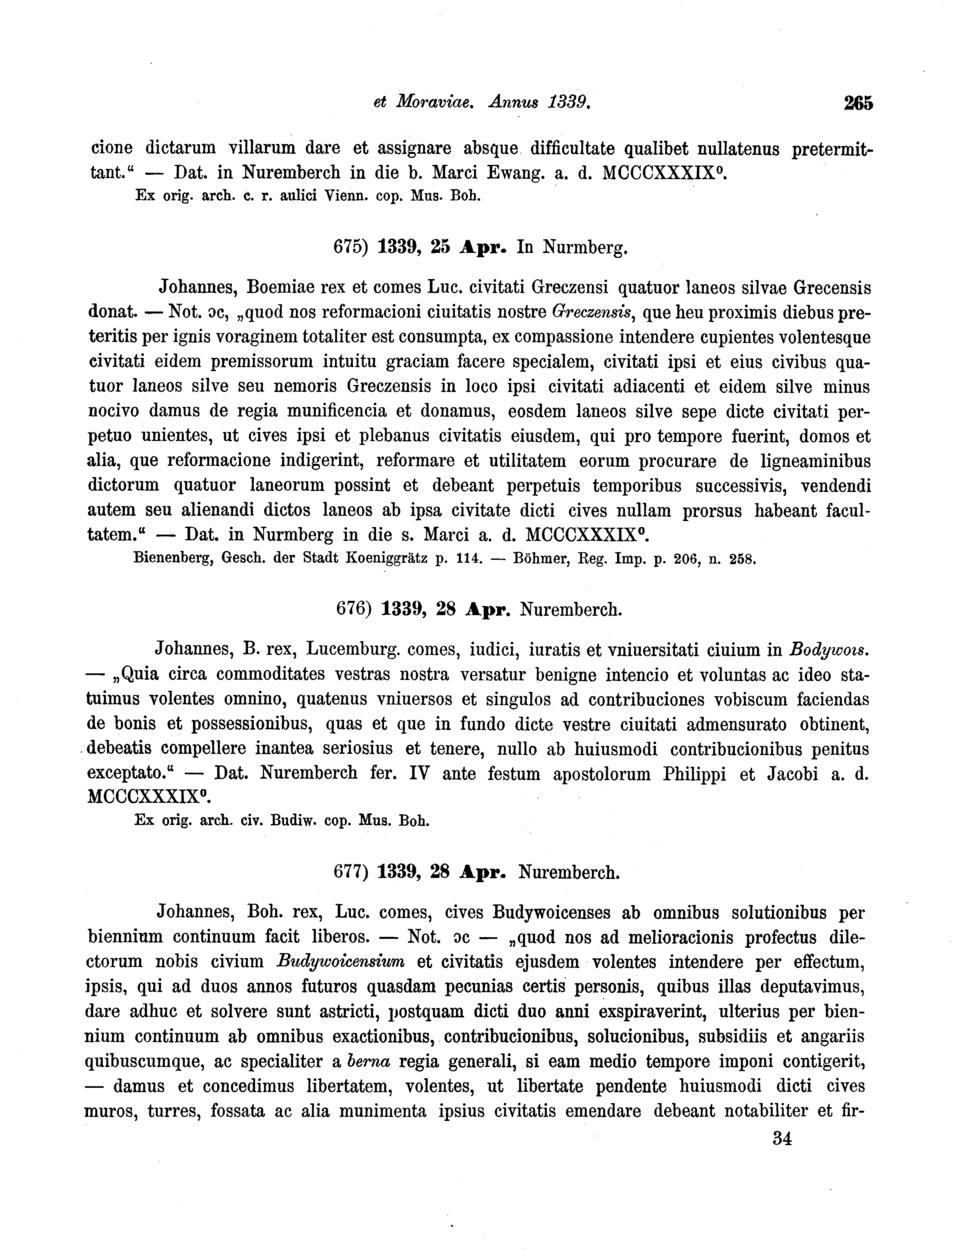 et Moraviae. Annus 1339. 265
cione dictarum villarum dare et assignare absque difficultate qualibet nullatenus pretermit-
tant.“ — Dat. in Nuremberch in die b. Marci Ewang. a. d. MCCCXXXIX⁰.
Ex orig. arch. c. r. aulici Vienn. cop. Mus. Boh.
675) 1339, 25 Apr. In Nurmberg.
Johannes, Boemiae rex et comes Luc. civitati Greczensi quatuor laneos silvae Grecensis
donat. — Not. ɔc, „quod nos reformacioni ciuitatis nostre Greczensis, que heu proximis diebus pre-
teritis per ignis voraginem totaliter est consumpta, ex compassione intendere cupientes volentesque
civitati eidem premissorum intuitu graciam facere specialem, civitati ipsi et eius civibus qua-
tuor laneos silve seu nemoris Greczensis in loco ipsi civitati adiacenti et eidem silve minus
nocivo damus de regia munificencia et donamus, eosdem laneos silve sepe dicte civitati per-
petuo unientes, ut cives ipsi et plebanus civitatis eiusdem, qui pro tempore fuerint, domos et
alia, que reformacione indigerint, reformare et utilitatem eorum procurare de ligneaminibus
dictorum quatuor laneorum possint et debeant perpetuis temporibus successivis, vendendi
autem seu alienandi dictos laneos ab ipsa civitate dicti cives nullam prorsus habeant facul-
tatem.“ — Dat. in Nurmberg in die s. Marci a. d. MCCCXXXIX⁰.
Bienenberg, Gesch. der Stadt Koeniggrätz p. 114. — Böhmer, Reg. Imp. p. 206, n. 258.
676) 1339, 28 Apr. Nuremberch.
Johannes, B. rex, Lucemburg. comes, iudici, iuratis et vniuersitati ciuium in Bodywois.
— „Quia circa commoditates vestras nostra versatur benigne intencio et voluntas ac ideo sta-
tuimus volentes omnino, quatenus vniuersos et singulos ad contribuciones vobiscum faciendas
de bonis et possessionibus, quas et que in fundo dicte vestre ciuitati admensurato obtinent,
debeatis compellere inantea seriosius et tenere, nullo ab huiusmodi contribucionibus penitus
exceptato.“ — Dat. Nuremberch fer. IV ante festum apostolorum Philippi et Jacobi a. d.
MCCCXXXIX⁰.
Ex orig. arch. civ. Budiw. cop. Mus. Boh.
677) 1339, 28 Apr. Nuremberch.
Johannes, Boh. rex, Luc. comes, cives Budywoicenses ab omnibus solutionibus per
biennium continuum facit liberos. — Not. ɔc — „quod nos ad melioracionis profectus dile-
ctorum nobis civium Budywoicensium et civitatis ejusdem volentes intendere per effectum,
ipsis, qui ad duos annos futuros quasdam pecunias certis personis, quibus illas deputavimus,
dare adhuc et solvere sunt astricti, postquam dicti duo anni exspiraverint, ulterius per bien-
nium continuum ab omnibus exactionibus, contribucionibus, solucionibus, subsidiis et angariis
quibuscumque, ac specialiter a berna regia generali, si eam medio tempore imponi contigerit,
— damus et concedimus libertatem, volentes, ut libertate pendente huiusmodi dicti cives
muros, turres, fossata ac alia munimenta ipsius civitatis emendare debeant notabiliter et fir-
34